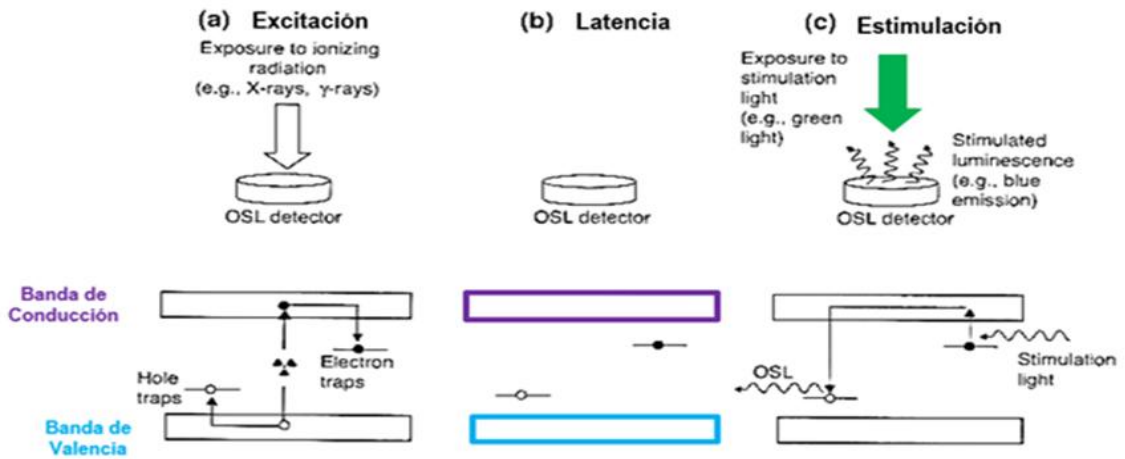 (a) Excitación
Exposure to ionizing
radiation
(e.g., X-rays, γ-rays)
OSL detector
(b) Latencia
OSL detector
(c) Estimulación
Exposure to
stimulation
light
(e.g., green
light)
Stimulated
luminescence
(e.g., blue
emission)
OSL detector
Banda de
Conducción
Electron
traps
Hole
traps
Banda de
Valencia
Stimulation
light
OSL